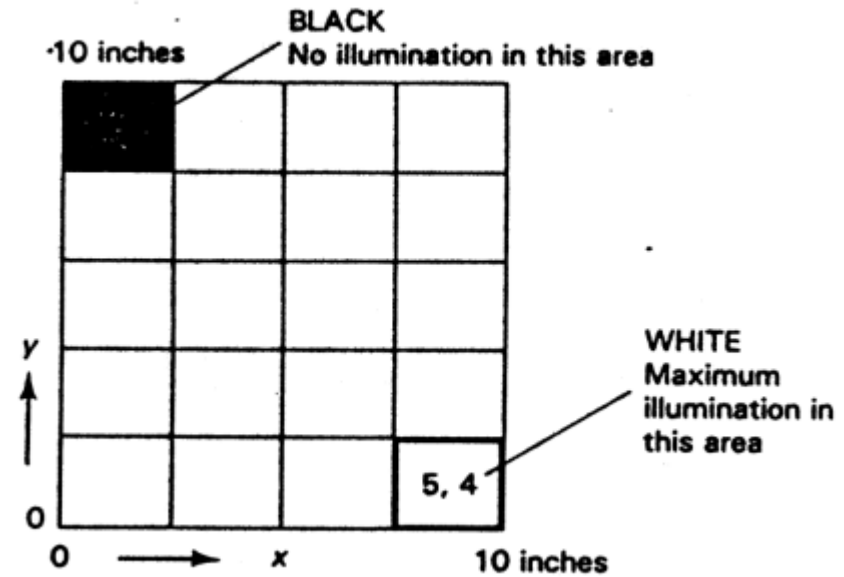 BLACK
10 inches
No illumination in this area
WHITE
Maximum
illumination in
this area
y
5, 4
0
0
x
10 inches